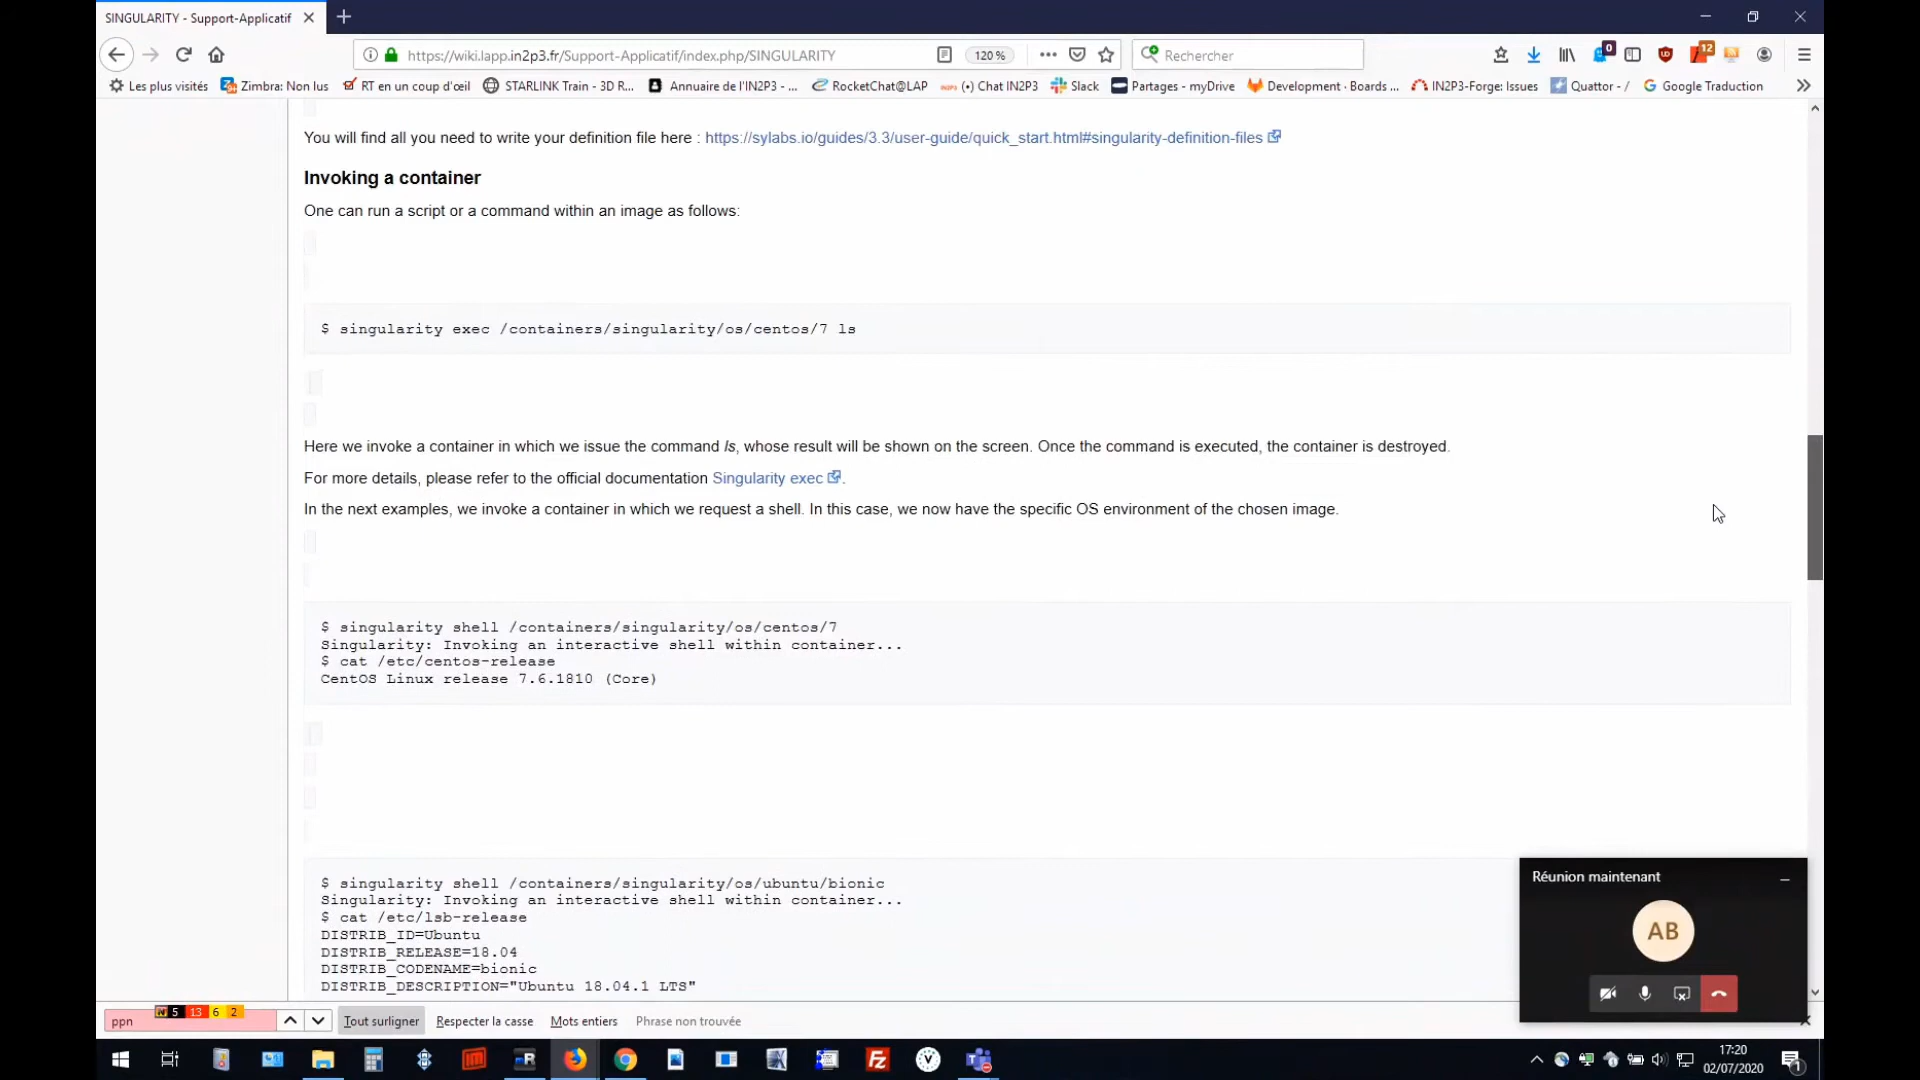 SINGULARITY - Support-Applicatif
https://wiki.lapp.in2p3.fr/Support-Applicatif/index.php/SINGULARITY
120 %
Rechercher
0
12
Les plus visités
Zimbra: Non lus
RT en un coup d'œil
STARLINK Train - 3D R...
Annuaire de l'IN2P3 - ...
RocketChat@LAP
(•) Chat IN2P3
Slack
Partages - myDrive
Development · Boards ...
IN2P3-Forge: Issues
Quattor - /
Google Traduction
You will find all you need to write your definition file here : https://sylabs.io/guides/3.3/user-guide/quick_start.html#singularity-definition-files
Invoking a container
One can run a script or a command within an image as follows:
$ singularity exec /containers/singularity/os/centos/7 ls
Here we invoke a container in which we issue the command ls, whose result will be shown on the screen. Once the command is executed, the container is destroyed.
For more details, please refer to the official documentation Singularity exec .
In the next examples, we invoke a container in which we request a shell. In this case, we now have the specific OS environment of the chosen image.
$ singularity shell /containers/singularity/os/centos/7
Singularity: Invoking an interactive shell within container...
$ cat /etc/centos-release
CentOS Linux release 7.6.1810 (Core)
$ singularity shell /containers/singularity/os/ubuntu/bionic
Singularity: Invoking an interactive shell within container...
$ cat /etc/lsb-release
DISTRIB_ID=Ubuntu
DISTRIB_RELEASE=18.04
DISTRIB_CODENAME=bionic
DISTRIB_DESCRIPTION="Ubuntu 18.04.1 LTS"
Réunion maintenant
AB
ppn
5 13 6 2
Tout surligner
Respecter la casse
Mots entiers
Phrase non trouvée
17:20
02/07/2020
1